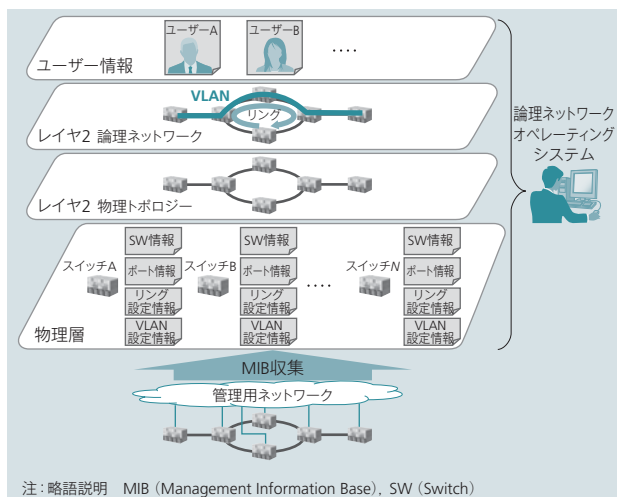 ユーザーA
ユーザーB
‥‥
ユーザー情報
VLAN
リング
レイヤ2 論理ネットワーク
レイヤ2 物理トポロジー
論理ネットワーク
オペレーティング
システム
スイッチA
SW情報
ポート情報
リング
設定情報
VLAN
設定情報
スイッチB
SW情報
ポート情報
リング
設定情報
VLAN
設定情報
‥‥
スイッチN
SW情報
ポート情報
リング
設定情報
VLAN
設定情報
物理層
MIB収集
管理用ネットワーク
注：略語説明　MIB（Management Information Base），SW（Switch）